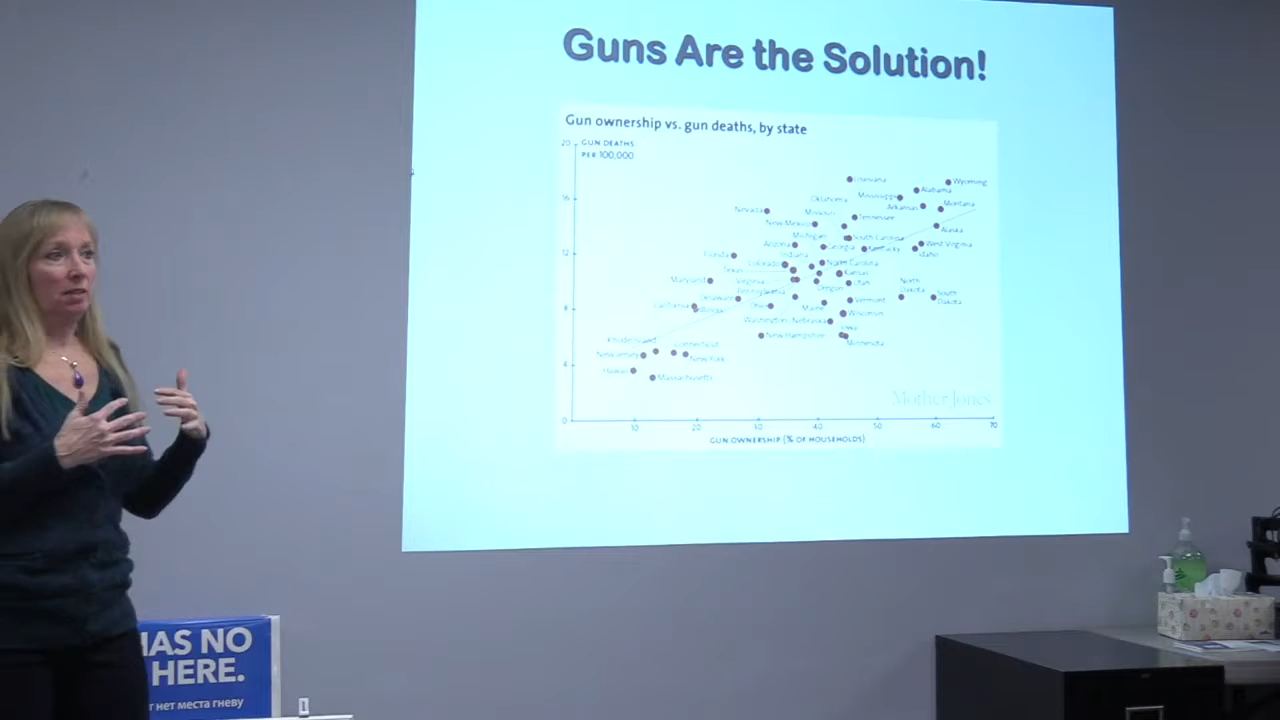 Guns Are the Solution!
Gun ownership vs. gun deaths, by state
20
GUN DEATHS
PER 100,000
Louisiana
Wyoming
Alabama
Mississippi
16
Oklahoma
Arkansas
Montana
Nevada
Missouri
Tennessee
New Mexico
Alaska
Michigan
South Carolina
Arizona
Georgia
Kentucky
West Virginia
12
Florida
Indiana
Idaho
Colorado
North Carolina
Texas
Kansas
Maryland
Virginia
Oregon
Utah
North
Dakota
Pennsylvania
South
Dakota
Delaware
Vermont
8
California
Ohio
Maine
Wisconsin
Washington
Nebraska
Iowa
New Hampshire
Minnesota
Rhode Island
Connecticut
New Jersey
New York
4
Hawaii
Massachusetts
Mother Jones
0
10
20
30
40
50
60
70
GUN OWNERSHIP (% OF HOUSEHOLDS)
HAS NO
HERE.
т нет места гневу